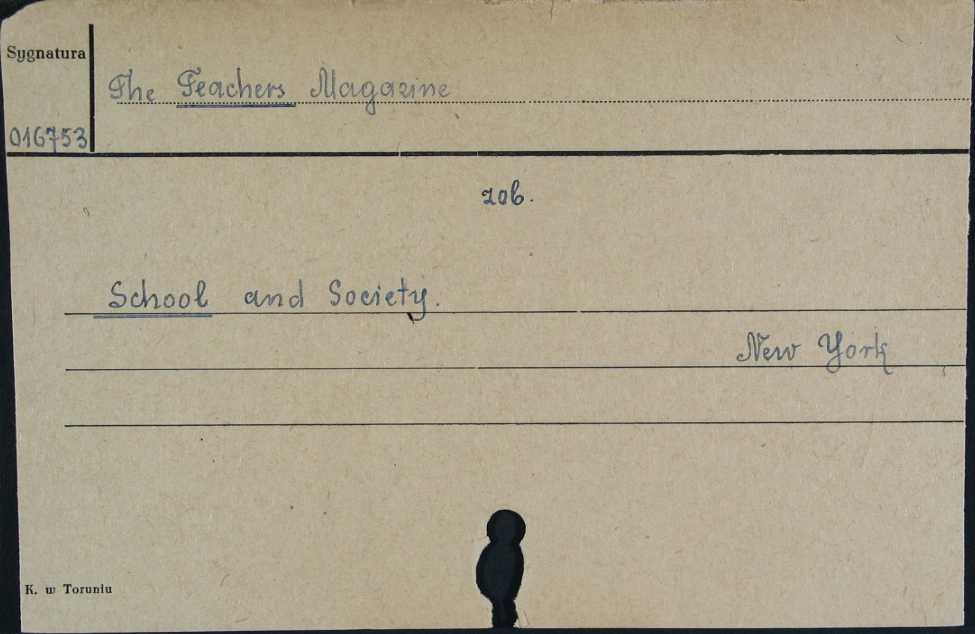 Sygnatura
The Teachers Magazine
016753
zob.
School and Society.
New York
K. w Toruniu